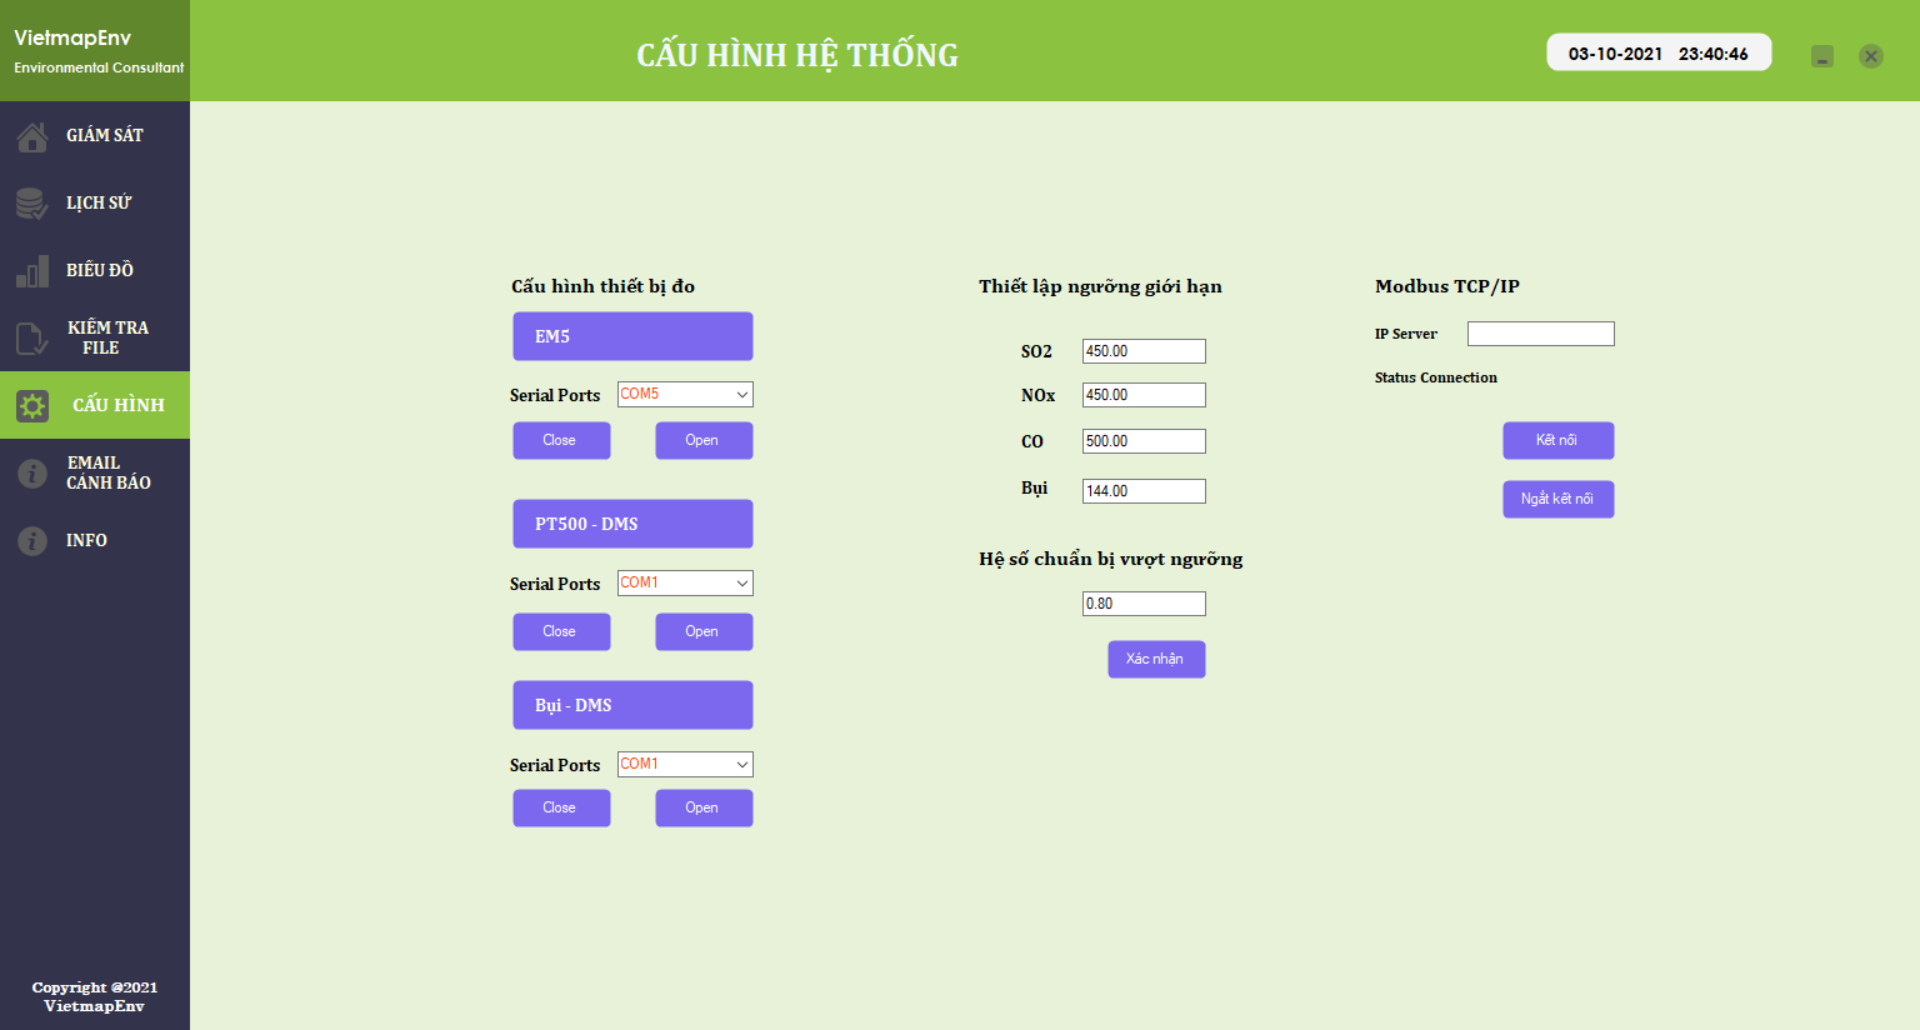 VietmapEnv
Environmental Consultant
CẤU HÌNH HỆ THỐNG
03-10-2021 23:40:46
GIÁM SÁT
LỊCH SỬ
BIỂU ĐỒ
KIỂM TRA
FILE
CẤU HÌNH
EMAIL
CẢNH BÁO
INFO
Copyright @2021
VietmapEnv
Cấu hình thiết bị đo
EM5
Serial Ports COM5
Close Open
PT500 - DMS
Serial Ports COM1
Close Open
Bụi - DMS
Serial Ports COM1
Close Open
Thiết lập ngưỡng giới hạn
SO2 450.00
NOx 450.00
CO 500.00
Bụi 144.00
Hệ số chuẩn bị vượt ngưỡng
0.80
Xác nhận
Modbus TCP/IP
IP Server
Status Connection
Kết nối
Ngắt kết nối